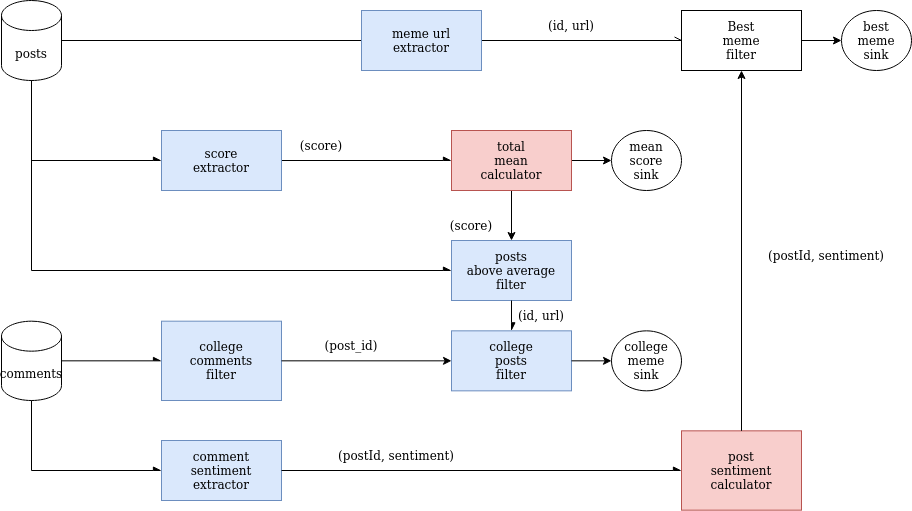 posts
meme url
extractor
(id, url)
Best
meme
filter
best
meme
sink
score
extractor
(score)
total
mean
calculator
mean
score
sink
(score)
posts
above average
filter
(postId, sentiment)
(id, url)
comments
college
comments
filter
(post_id)
college
posts
filter
college
meme
sink
comment
sentiment
extractor
(postId, sentiment)
post
sentiment
calculator